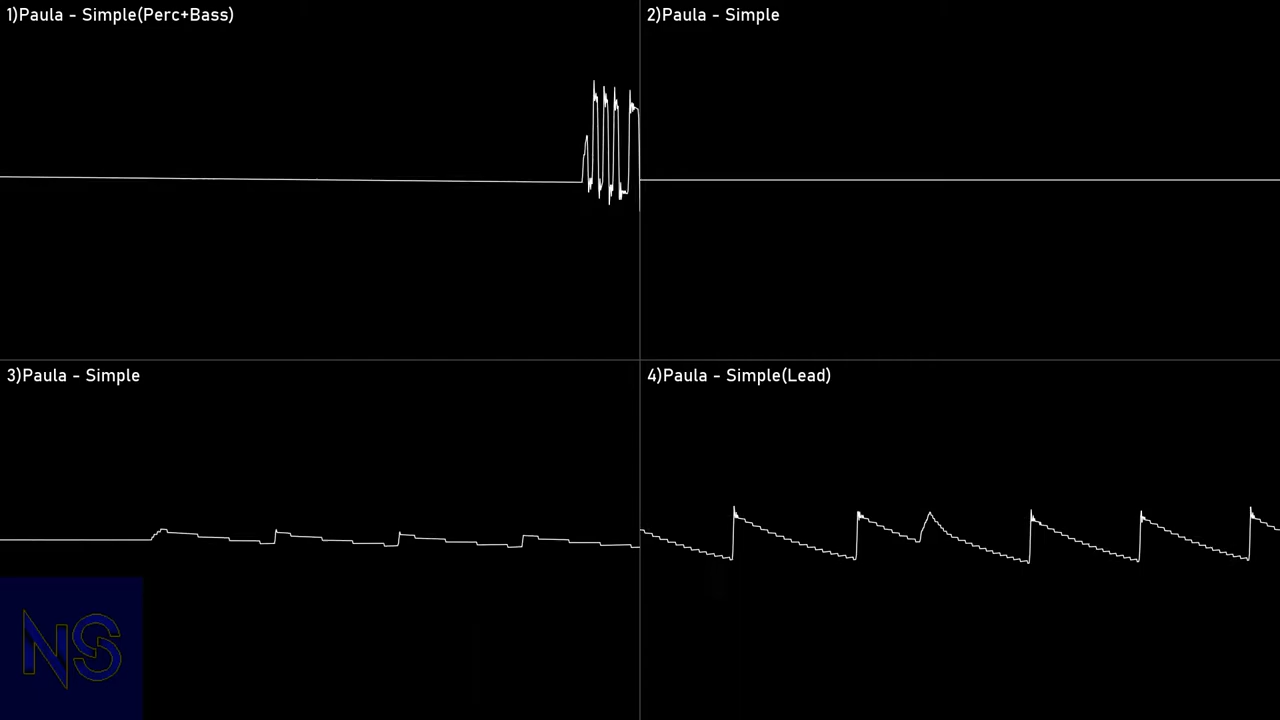 1)Paula - Simple(Perc+Bass)
2)Paula - Simple
3)Paula - Simple
4)Paula - Simple(Lead)
NS